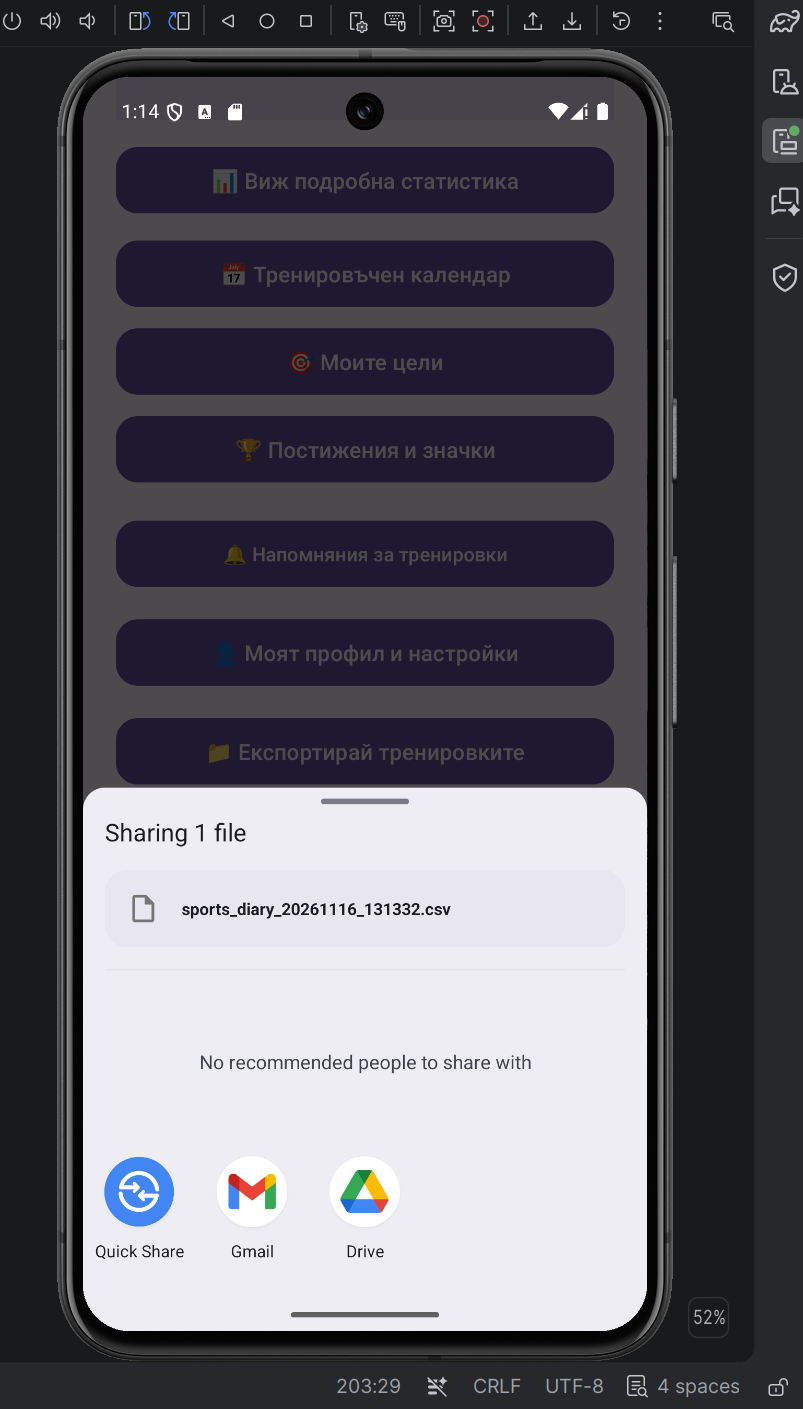 1:14
Виж подробна статистика
Тренировъчен календар
Моите цели
Постижения и значки
Напомняния за тренировки
Моят профил и настройки
Експортирай тренировките
Sharing 1 file
sports_diary_20261116_131332.csv
No recommended people to share with
Quick Share
Gmail
Drive
52%
203:29
CRLF
UTF-8
4 spaces